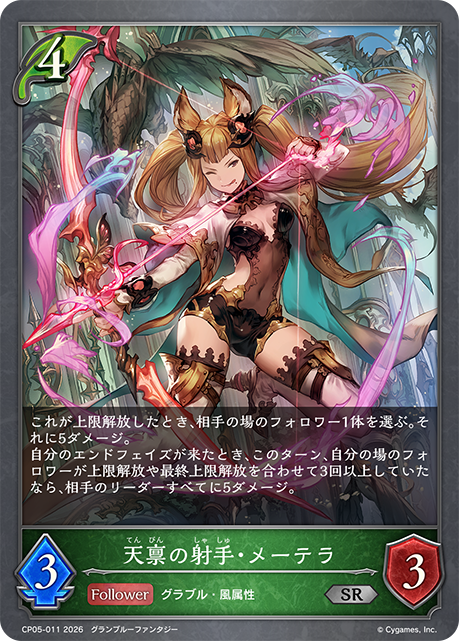 4
これが上限解放したとき、相手の場のフォロワー1体を選ぶ。そ
れに5ダメージ。
自分のエンドフェイズが来たとき、このターン、自分の場のフォ
ロワーが上限解放や最終上限解放を合わせて3回以上していた
なら、相手のリーダーすべてに5ダメージ。
てん ぴん しゃ しゅ
天禀の射手・メーテラ
3
Follower グラブル・風属性 SR
3
CP05-011 2026 グランブルーファンタジー © Cygames, Inc.